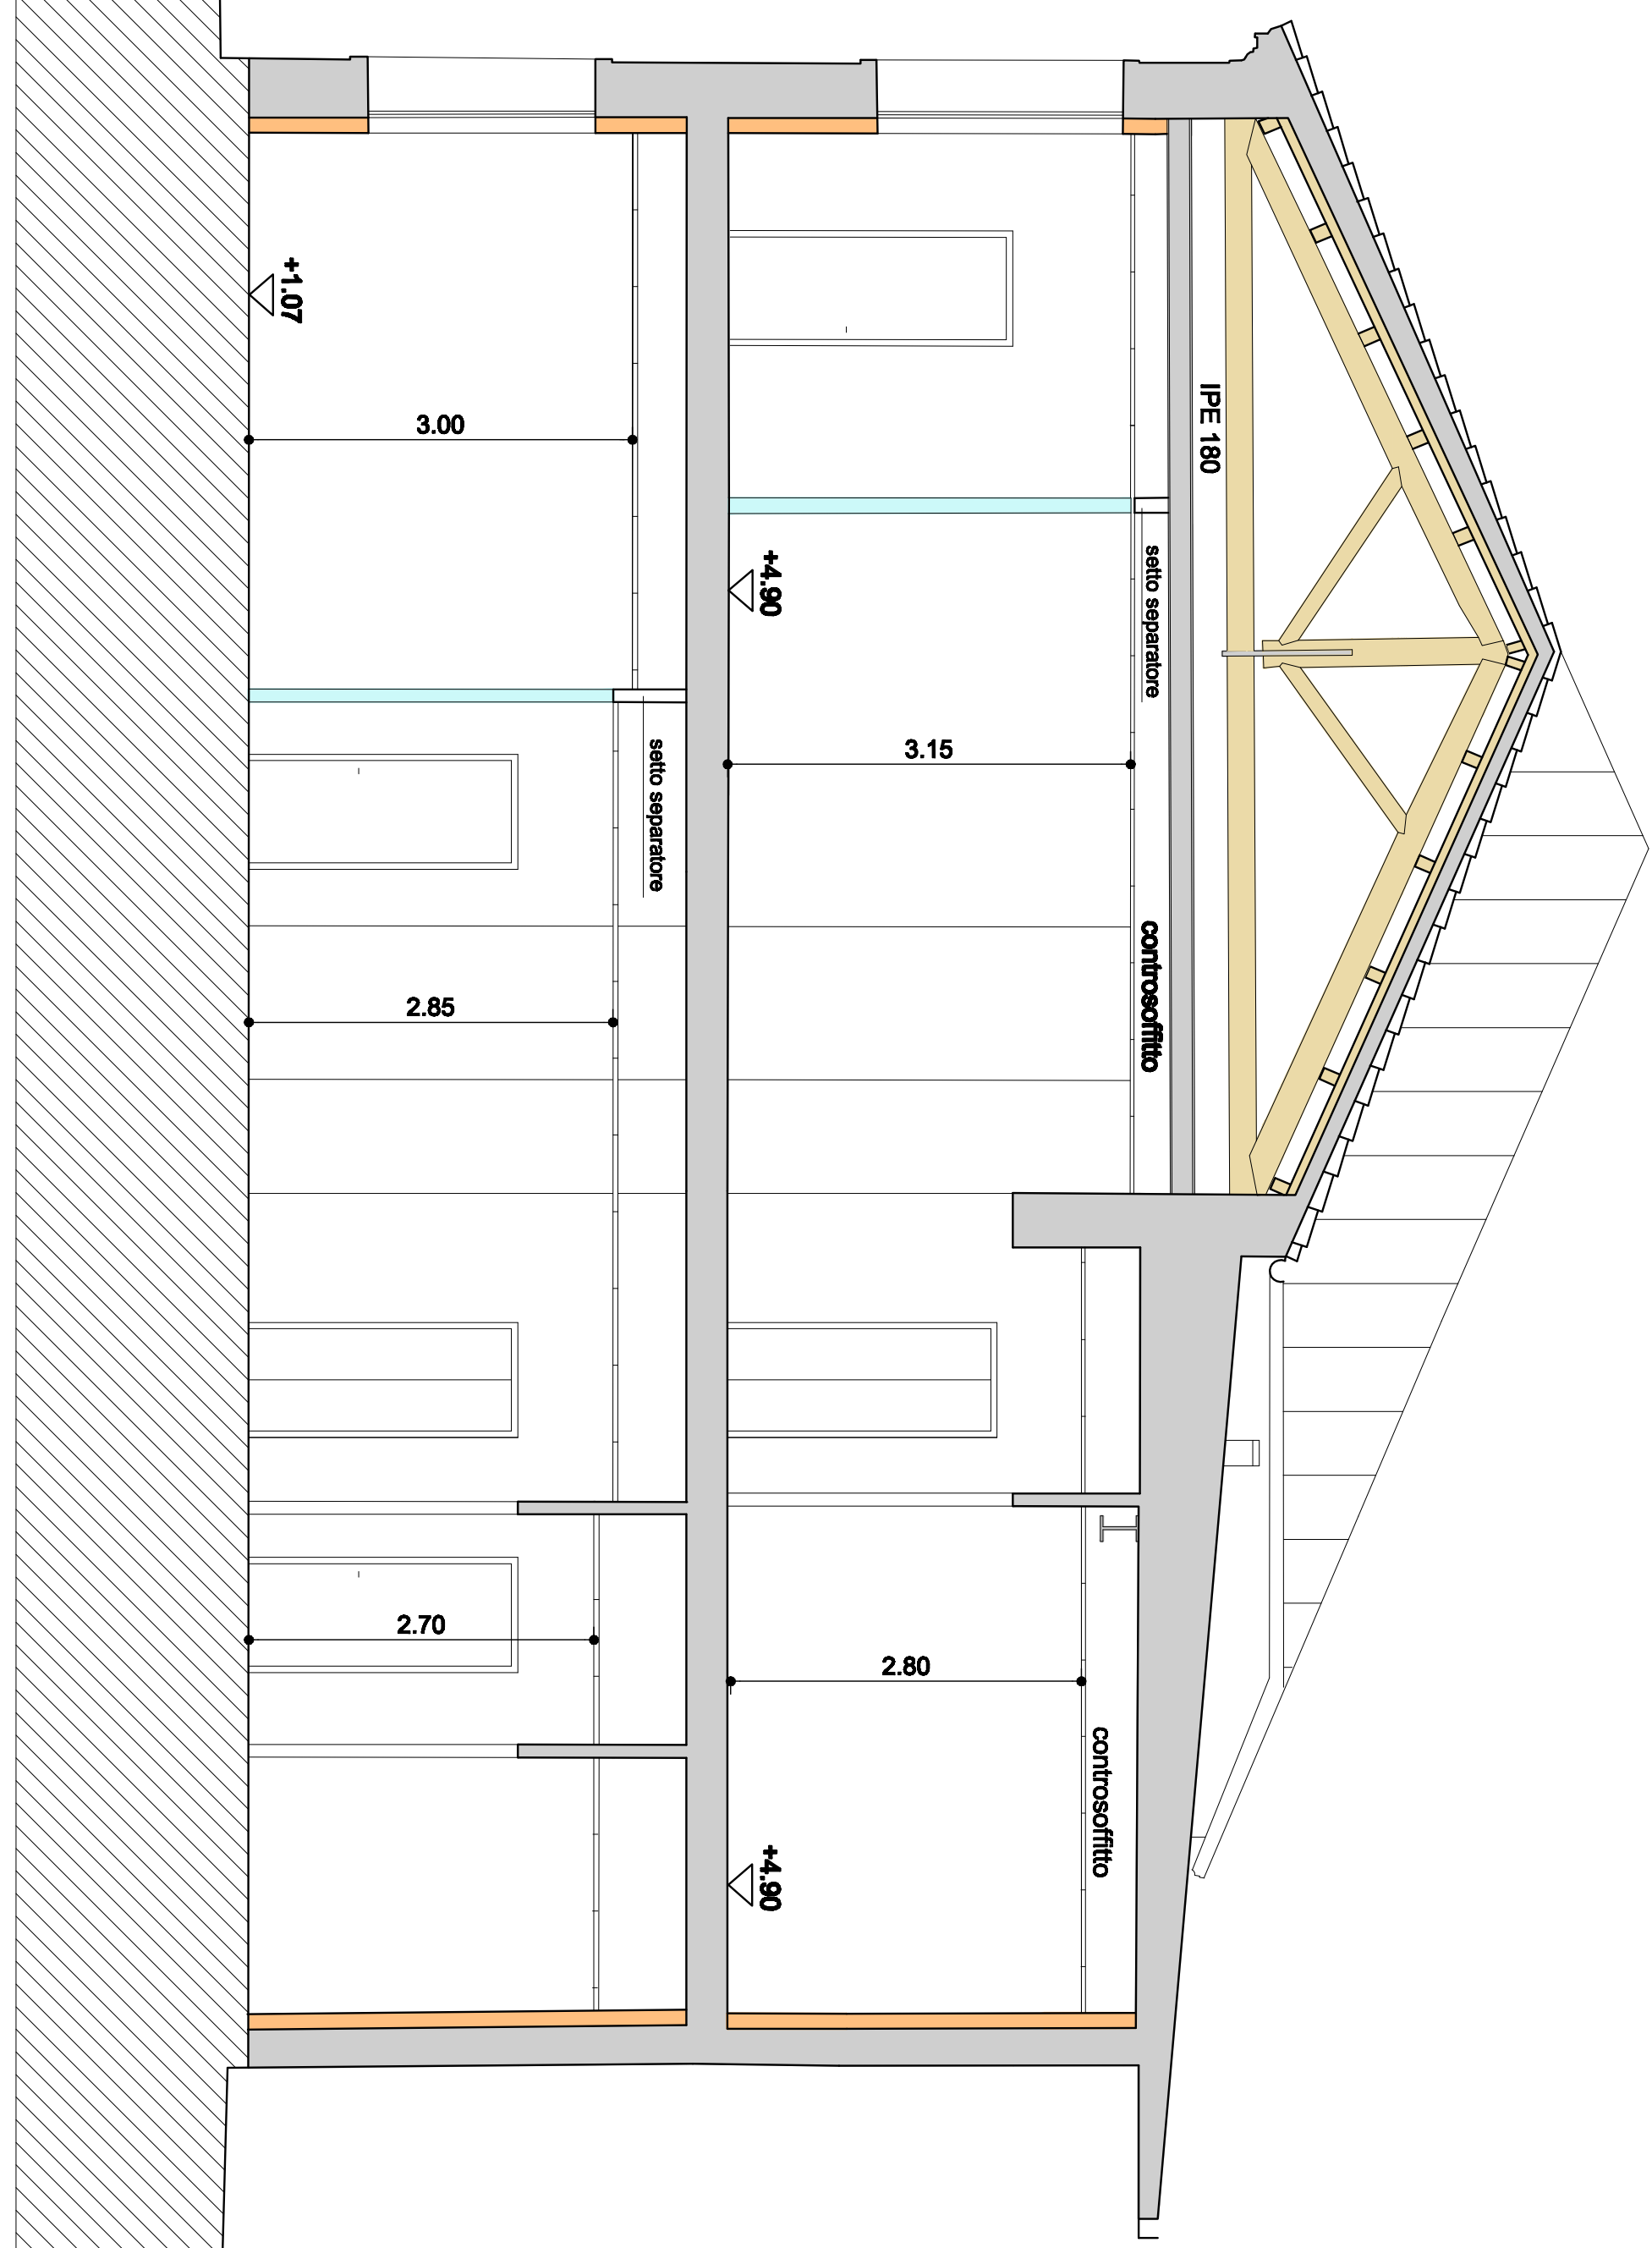 IPE 180
setto separatore
controsoffitto
controsoffitto
+4.90
3.15
2.80
+4.90
setto separatore
+1.07
3.00
2.85
2.70